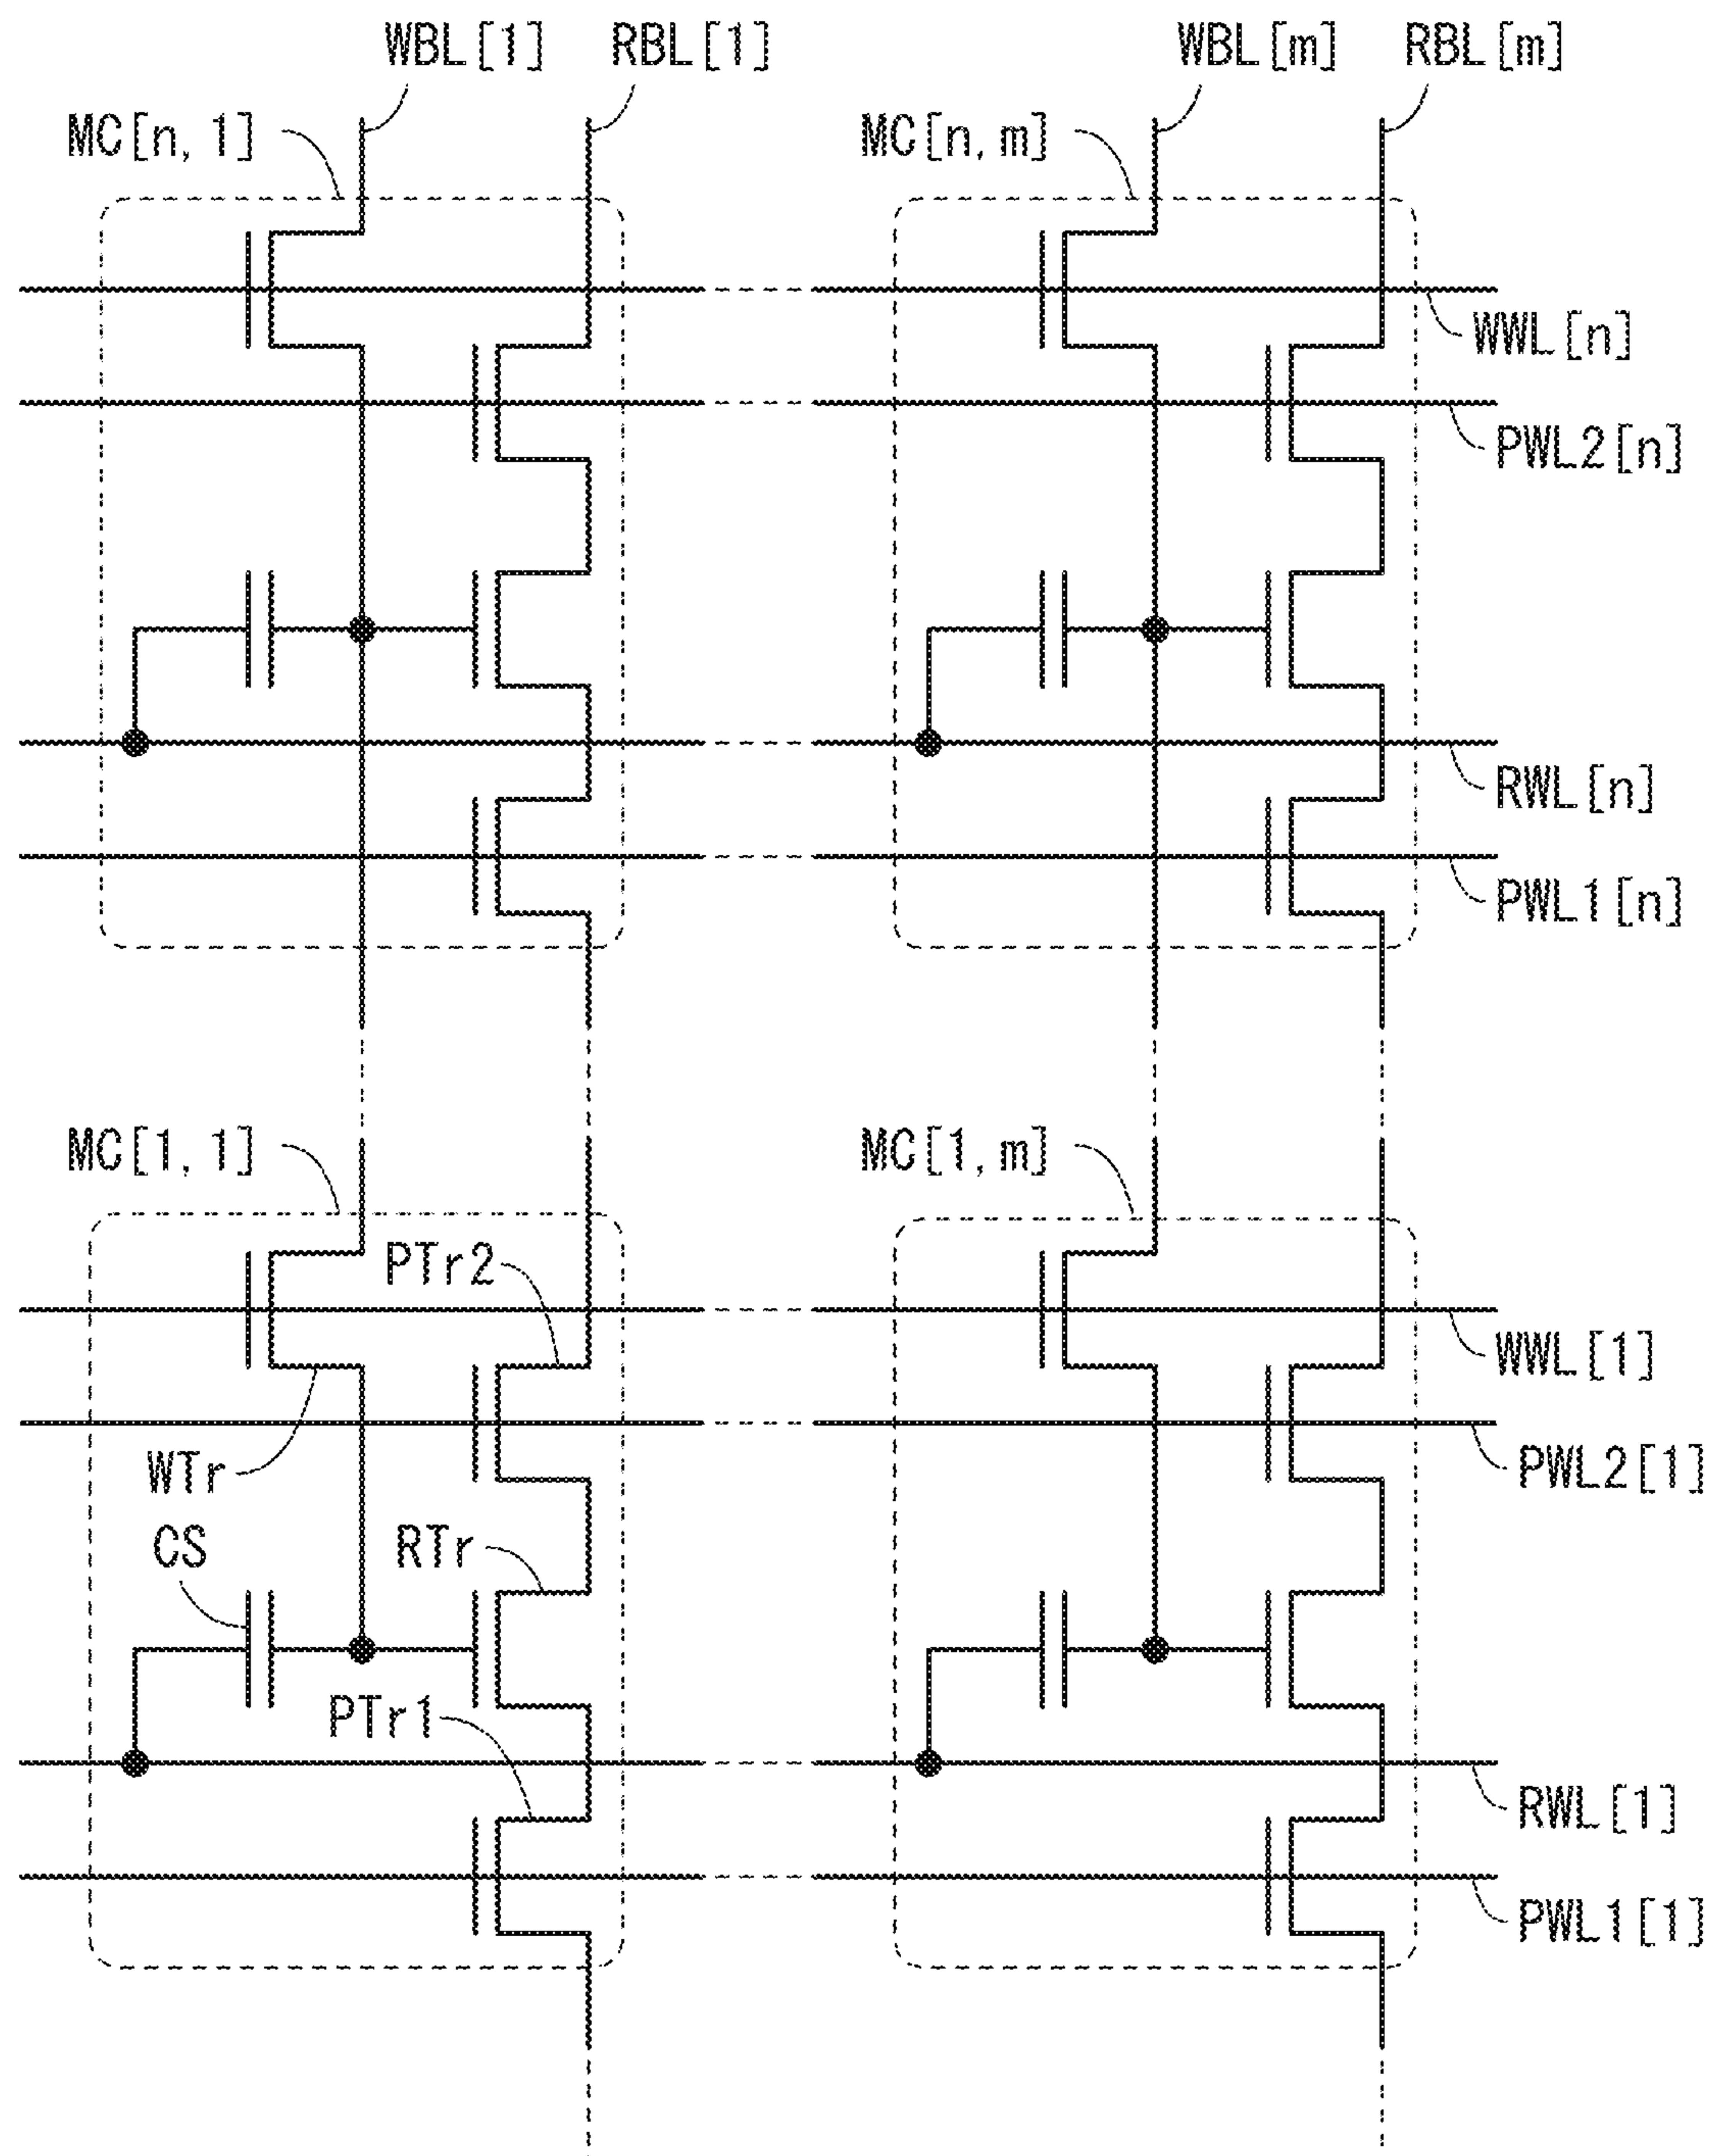 WBL[1] RBL[1] WBL[m] RBL[m]
MC[n,1] MC[n,m]
WWL[n]
PWL2[n]
RWL[n]
PWL1[n]
MC[1,1] MC[1,m]
PTr2
WWL[1]
WTr PWL2[1]
CS RTr
PTr1
RWL[1]
PWL1[1]